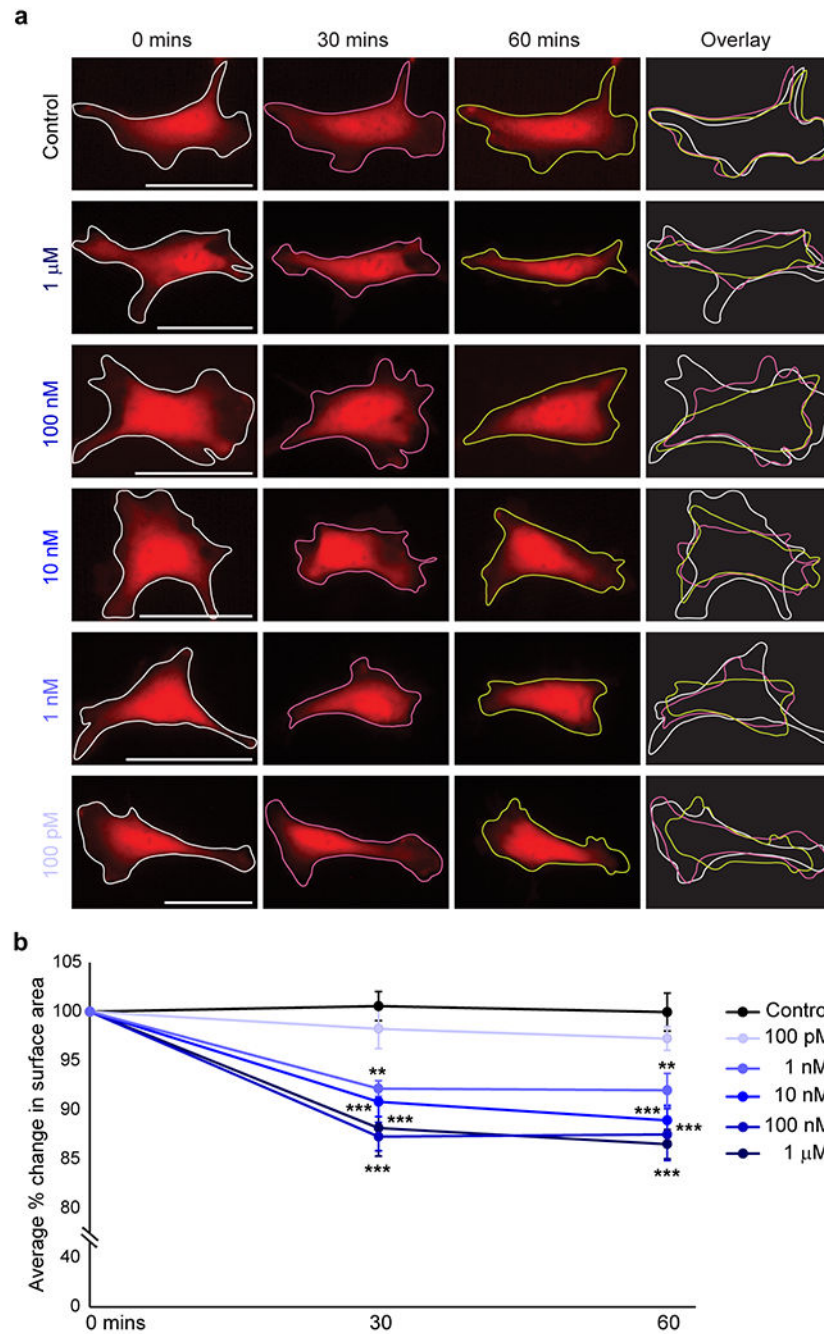 a
0 mins 30 mins 60 mins Overlay
Control
1 μM
100 nM
10 nM
1 nM
100 pM
b
Average % change in surface area
105
100
95
90
85
80
40
0
** ** *** *** *** *** *** ***
0 mins 30 60
Contro
100 pM
1 nM
10 nM
100 nM
1 μM